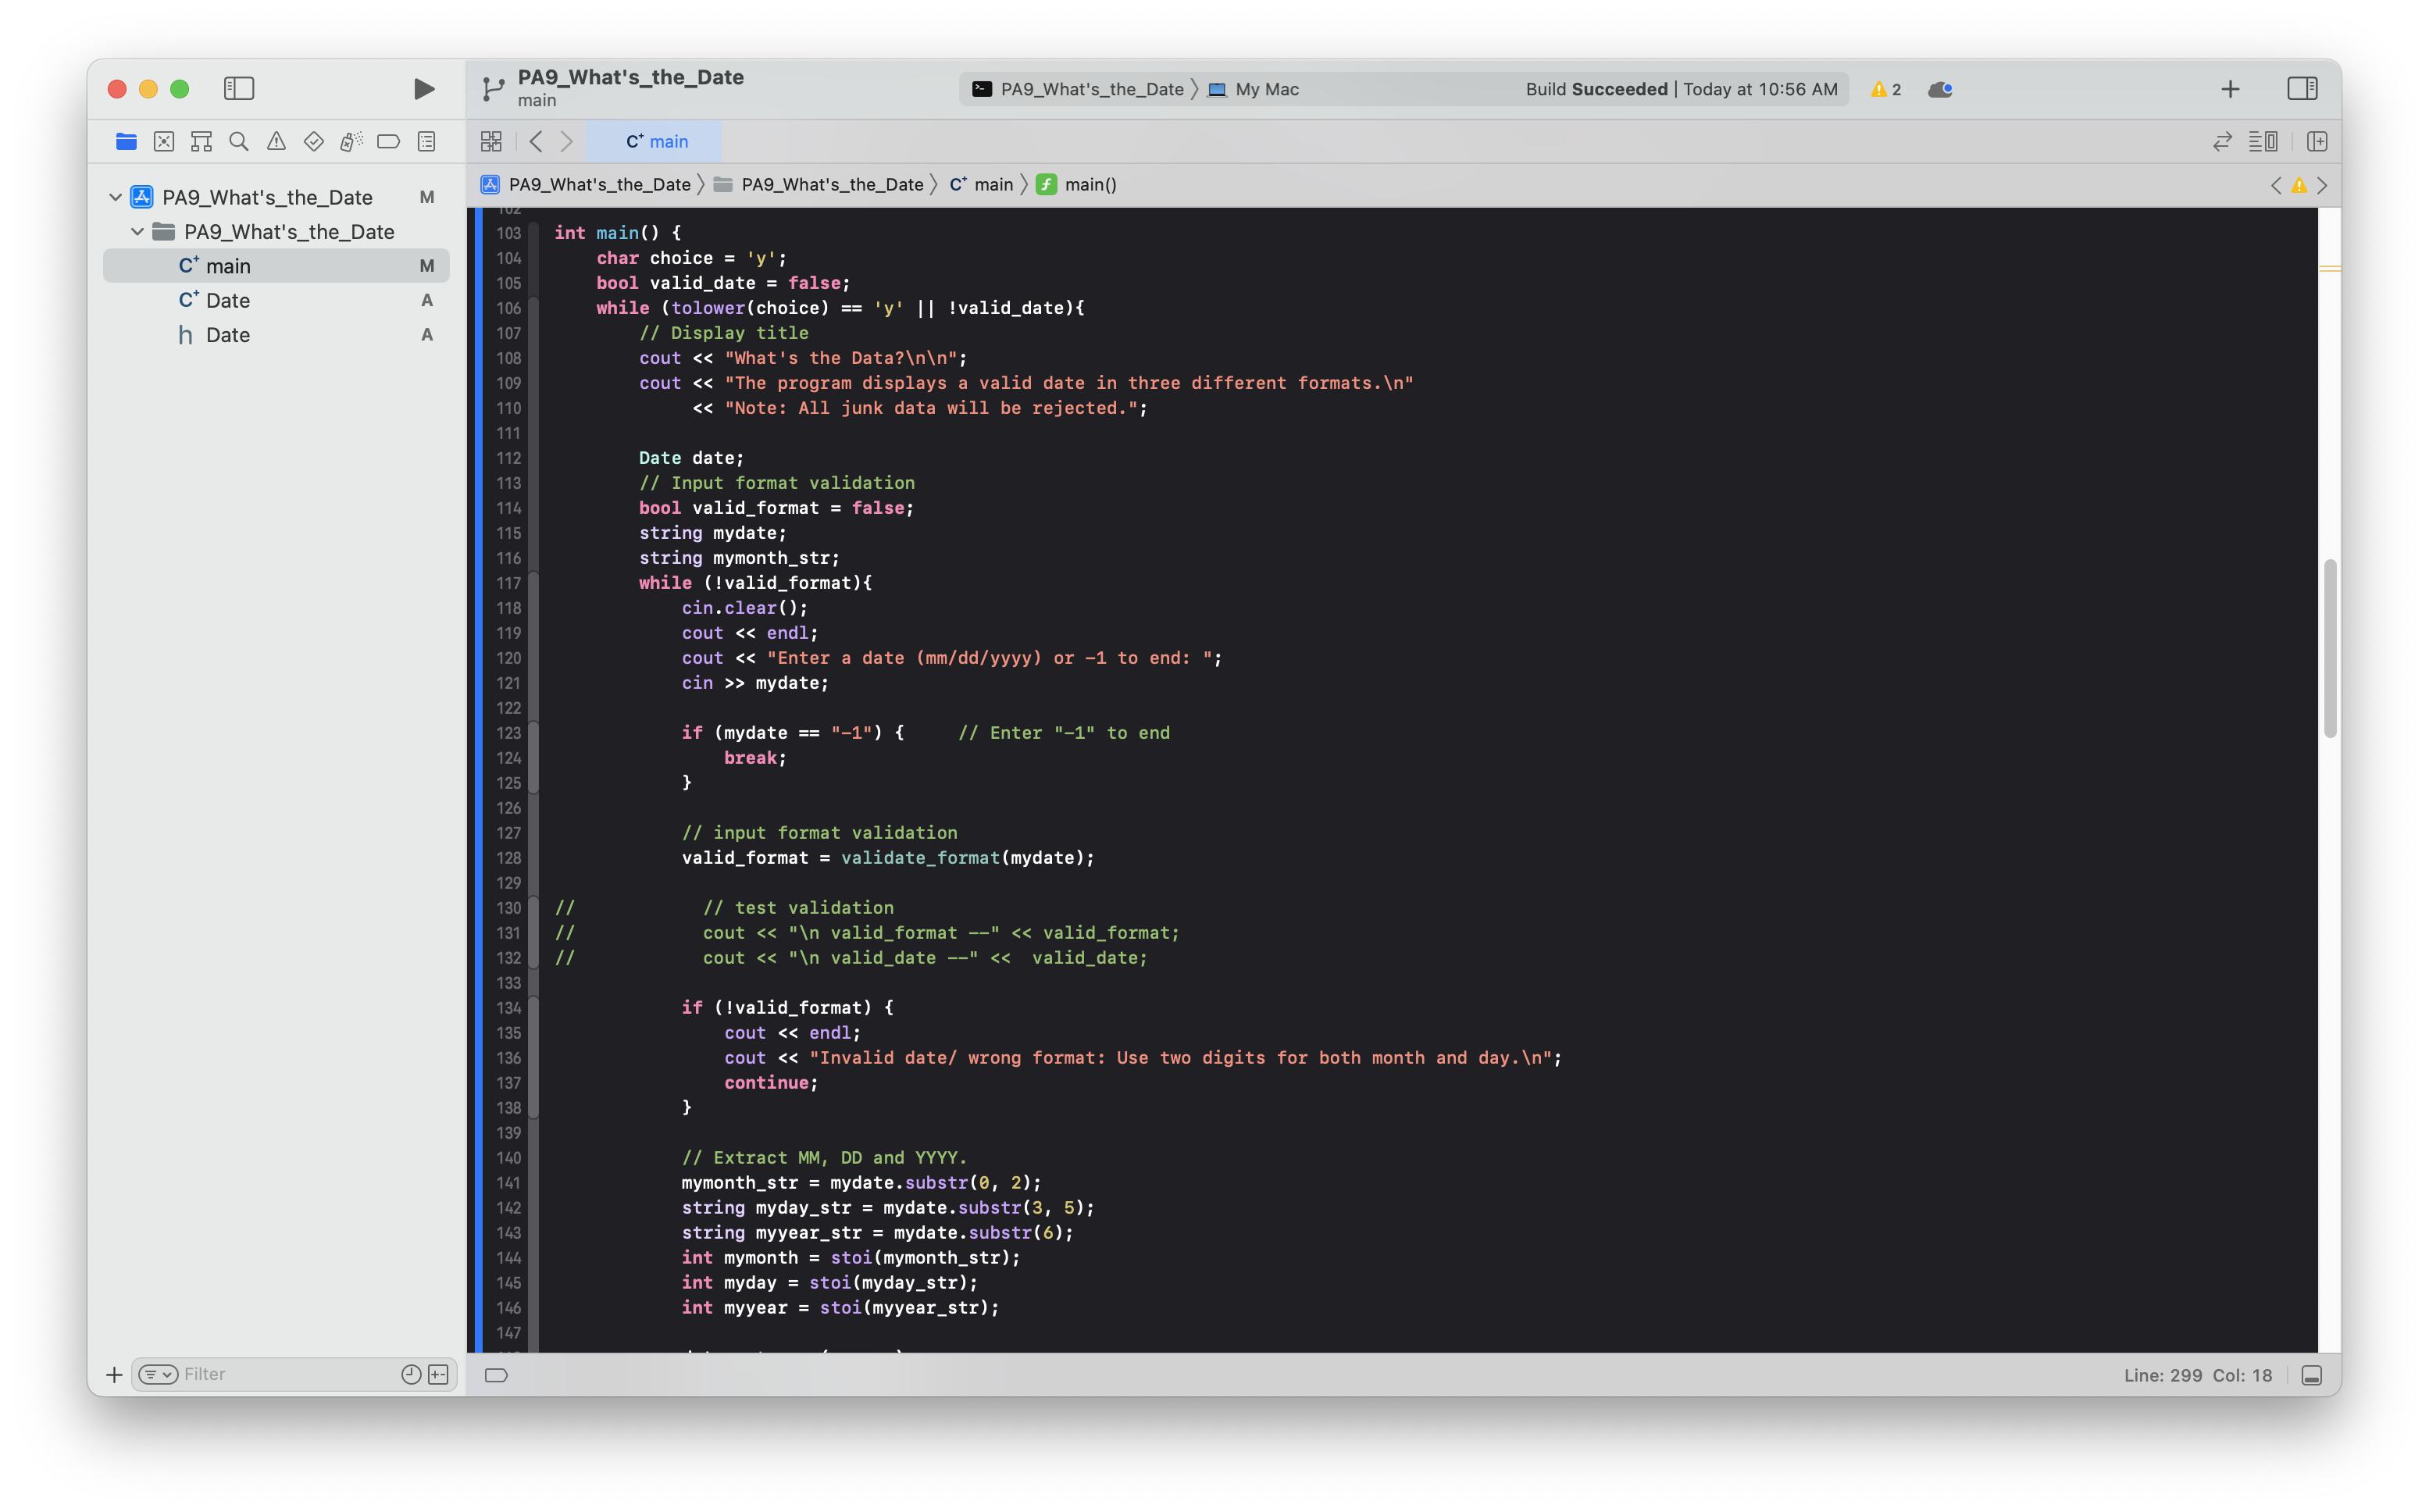 PA9_What's_the_Date
main
PA9_What's_the_Date 〉 My Mac
Build Succeeded | Today at 10:56 AM
2
C+ main
PA9_What's_the_Date 〉 PA9_What's_the_Date 〉 C+ main 〉 f main()
PA9_What's_the_Date M
PA9_What's_the_Date
C+ main M
C+ Date A
h Date A
102
103 int main() {
104     char choice = 'y';
105     bool valid_date = false;
106     while (tolower(choice) == 'y' || !valid_date){
107         // Display title
108         cout << "What's the Data?\n\n";
109         cout << "The program displays a valid date in three different formats.\n"
110              << "Note: All junk data will be rejected.";
111
112         Date date;
113         // Input format validation
114         bool valid_format = false;
115         string mydate;
116         string mymonth_str;
117         while (!valid_format){
118             cin.clear();
119             cout << endl;
120             cout << "Enter a date (mm/dd/yyyy) or -1 to end: ";
121             cin >> mydate;
122
123             if (mydate == "-1") {     // Enter "-1" to end
124                 break;
125             }
126
127             // input format validation
128             valid_format = validate_format(mydate);
129
130 //            // test validation
131 //            cout << "\n valid_format --" << valid_format;
132 //            cout << "\n valid_date --" <<  valid_date;
133
134             if (!valid_format) {
135                 cout << endl;
136                 cout << "Invalid date/ wrong format: Use two digits for both month and day.\n";
137                 continue;
138             }
139
140             // Extract MM, DD and YYYY.
141             mymonth_str = mydate.substr(0, 2);
142             string myday_str = mydate.substr(3, 5);
143             string myyear_str = mydate.substr(6);
144             int mymonth = stoi(mymonth_str);
145             int myday = stoi(myday_str);
146             int myyear = stoi(myyear_str);
147
Filter
Line: 299 Col: 18